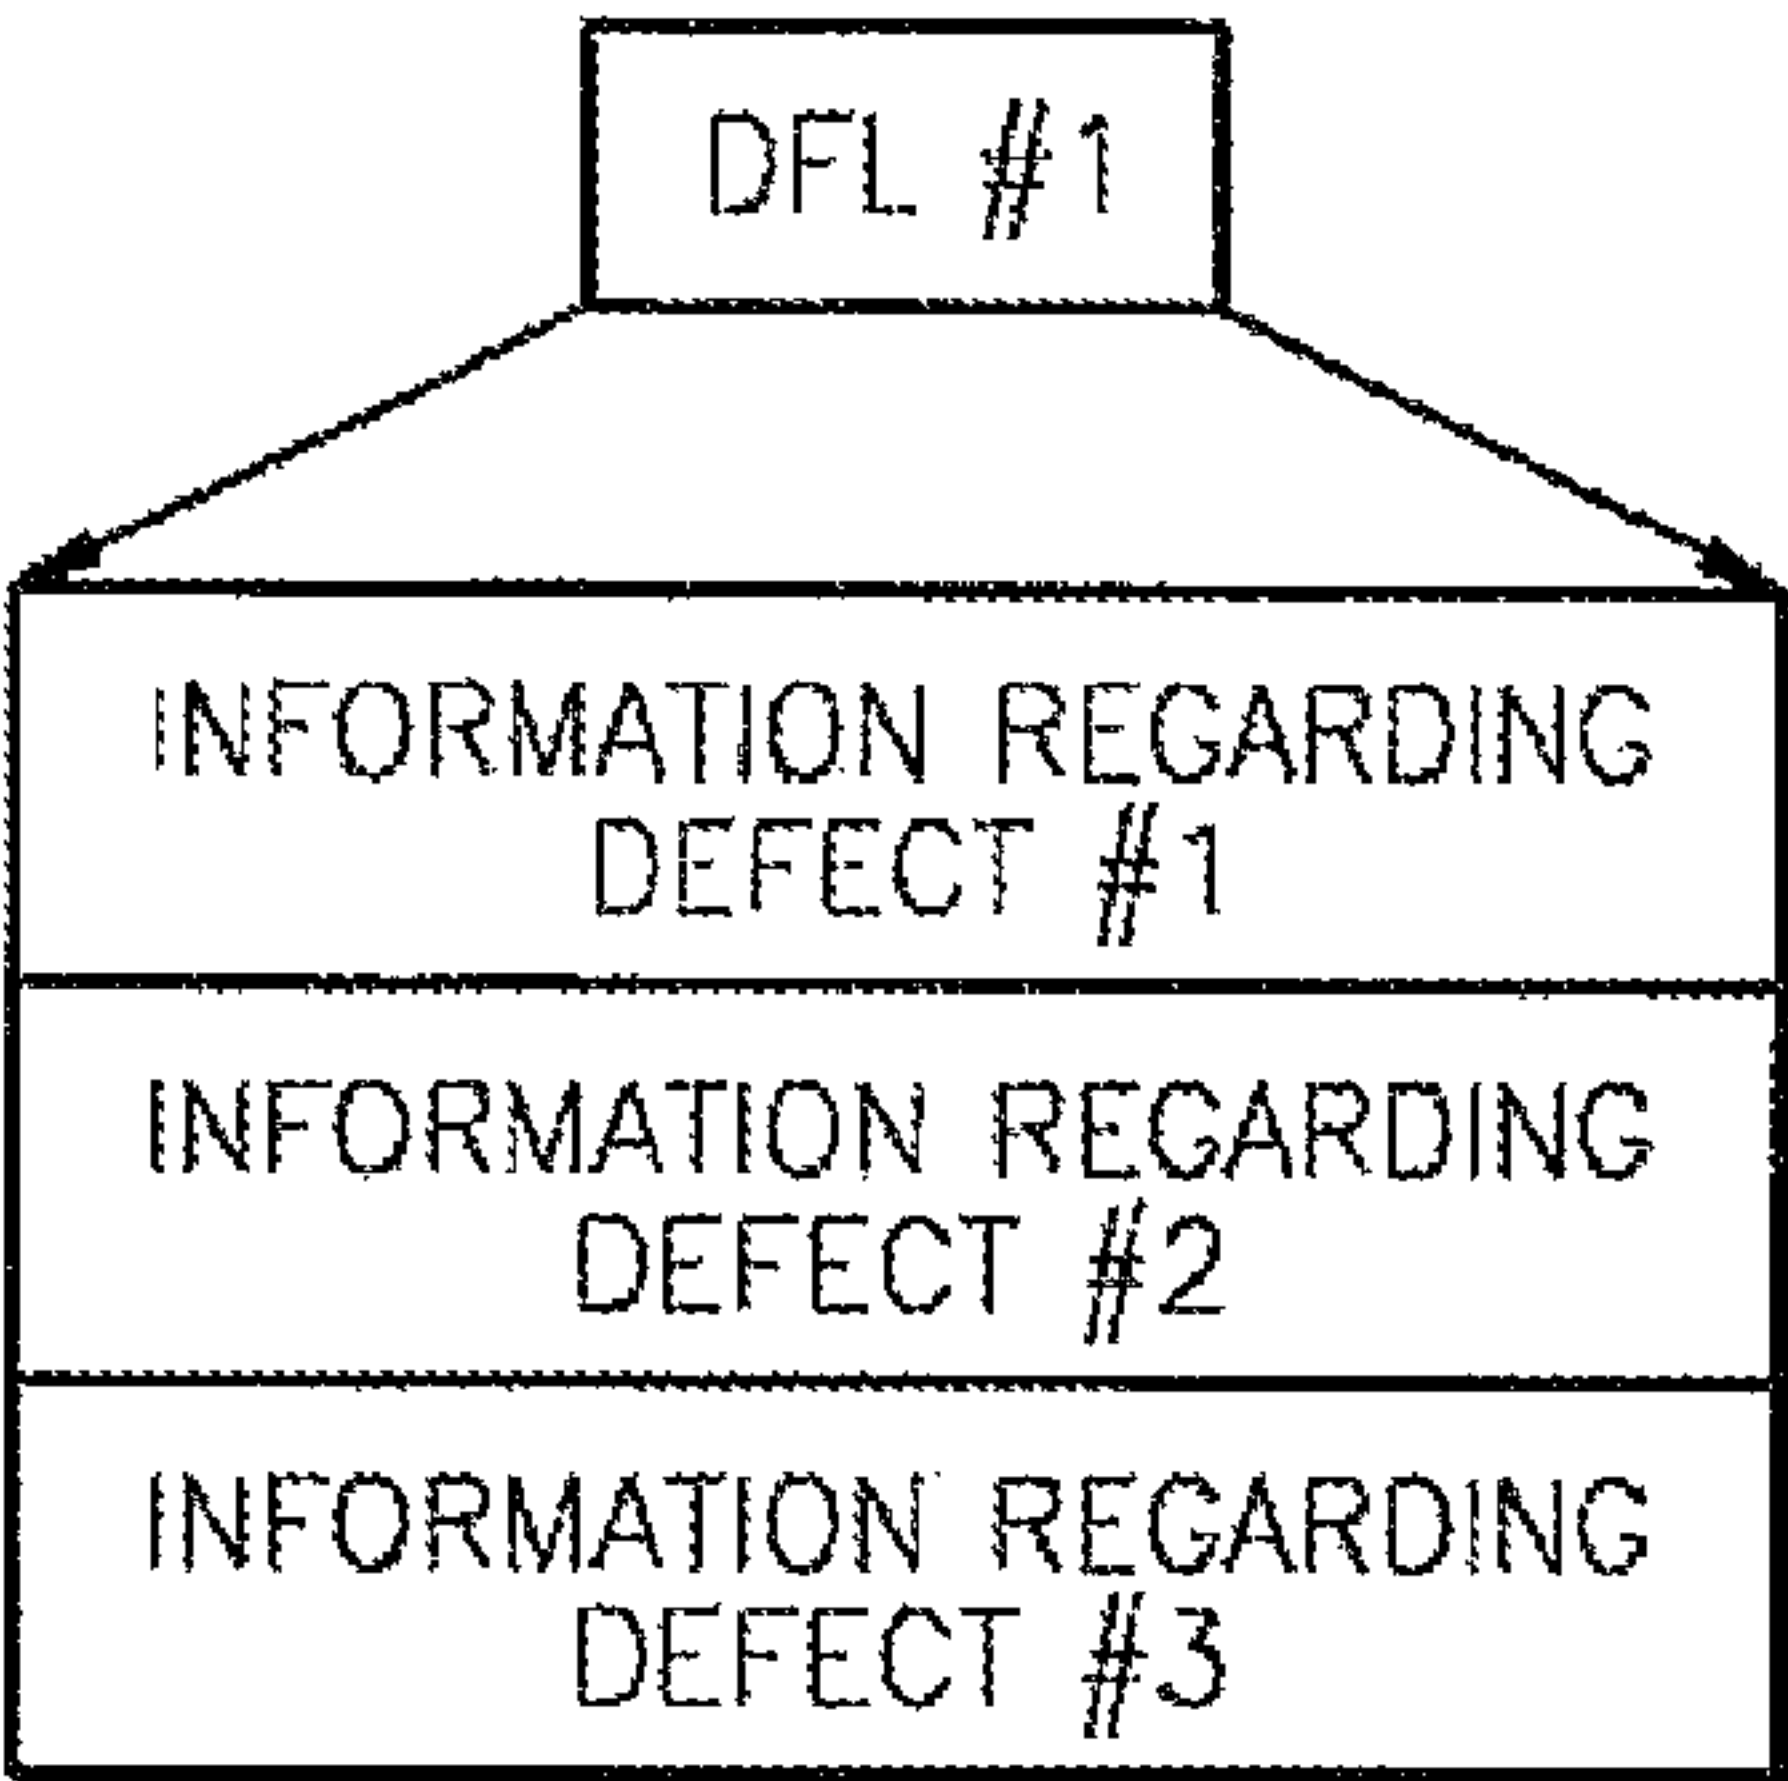 DFL #1
INFORMATION REGARDING
DEFECT #1
INFORMATION REGARDING
DEFECT #2
INFORMATION REGARDING
DEFECT #3